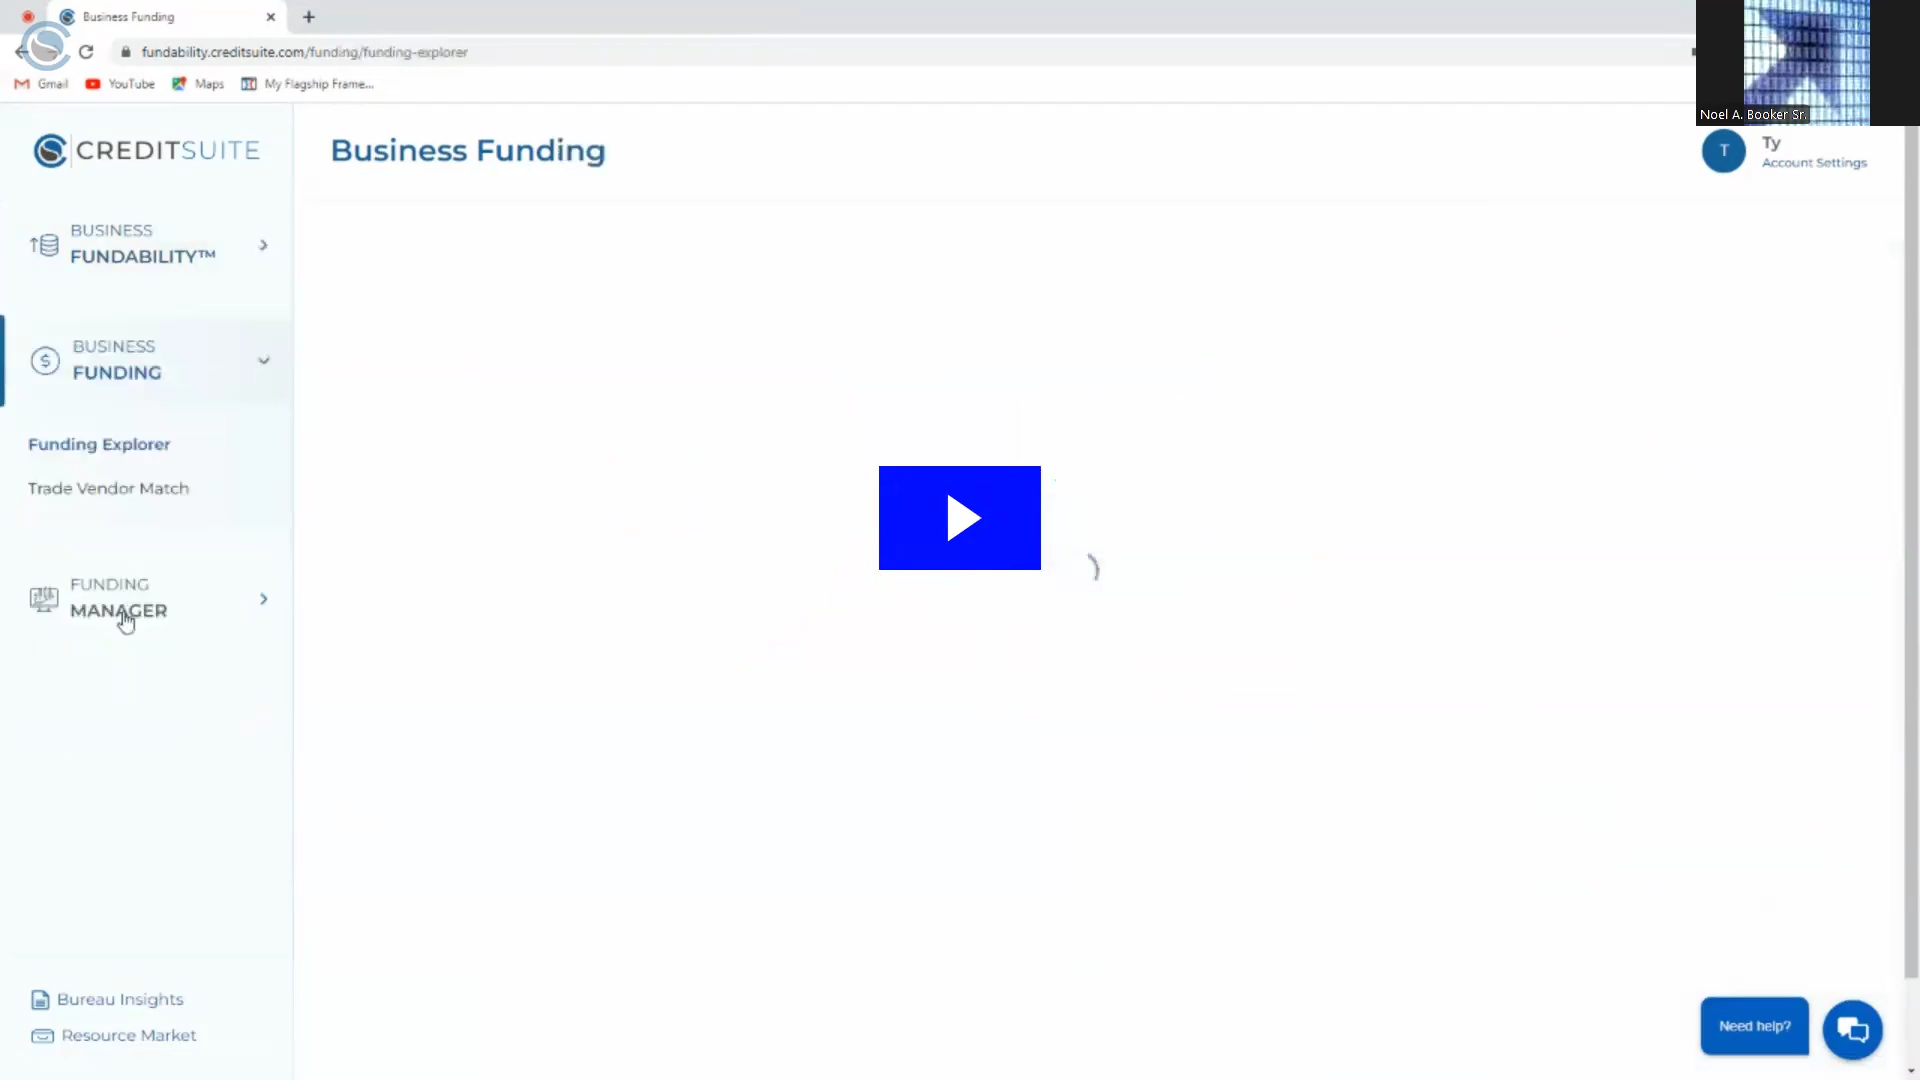 Business Funding
fundability.creditsuite.com/funding/funding-explorer
Gmail
YouTube
Maps
My Flagship Frame...
Noel A. Booker Sr.
CREDITSUITE
Business Funding
T
Ty
Account Settings
BUSINESS
FUNDABILITY™
BUSINESS
FUNDING
Funding Explorer
Trade Vendor Match
FUNDING
MANAGER
Bureau Insights
Resource Market
Need help?